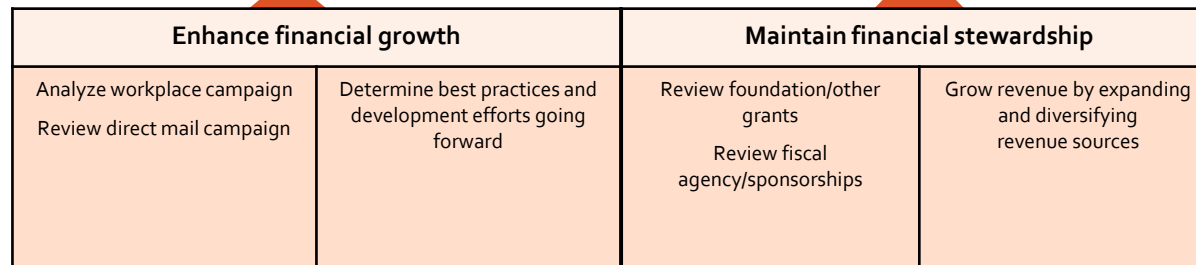 Enhance financial growth
Maintain financial stewardship
Analyze workplace campaign
Review direct mail campaign
Determine best practices and
development efforts going
forward
Review foundation/other
grants
Review fiscal
agency/sponsorships
Grow revenue by expanding
and diversifying
revenue sources